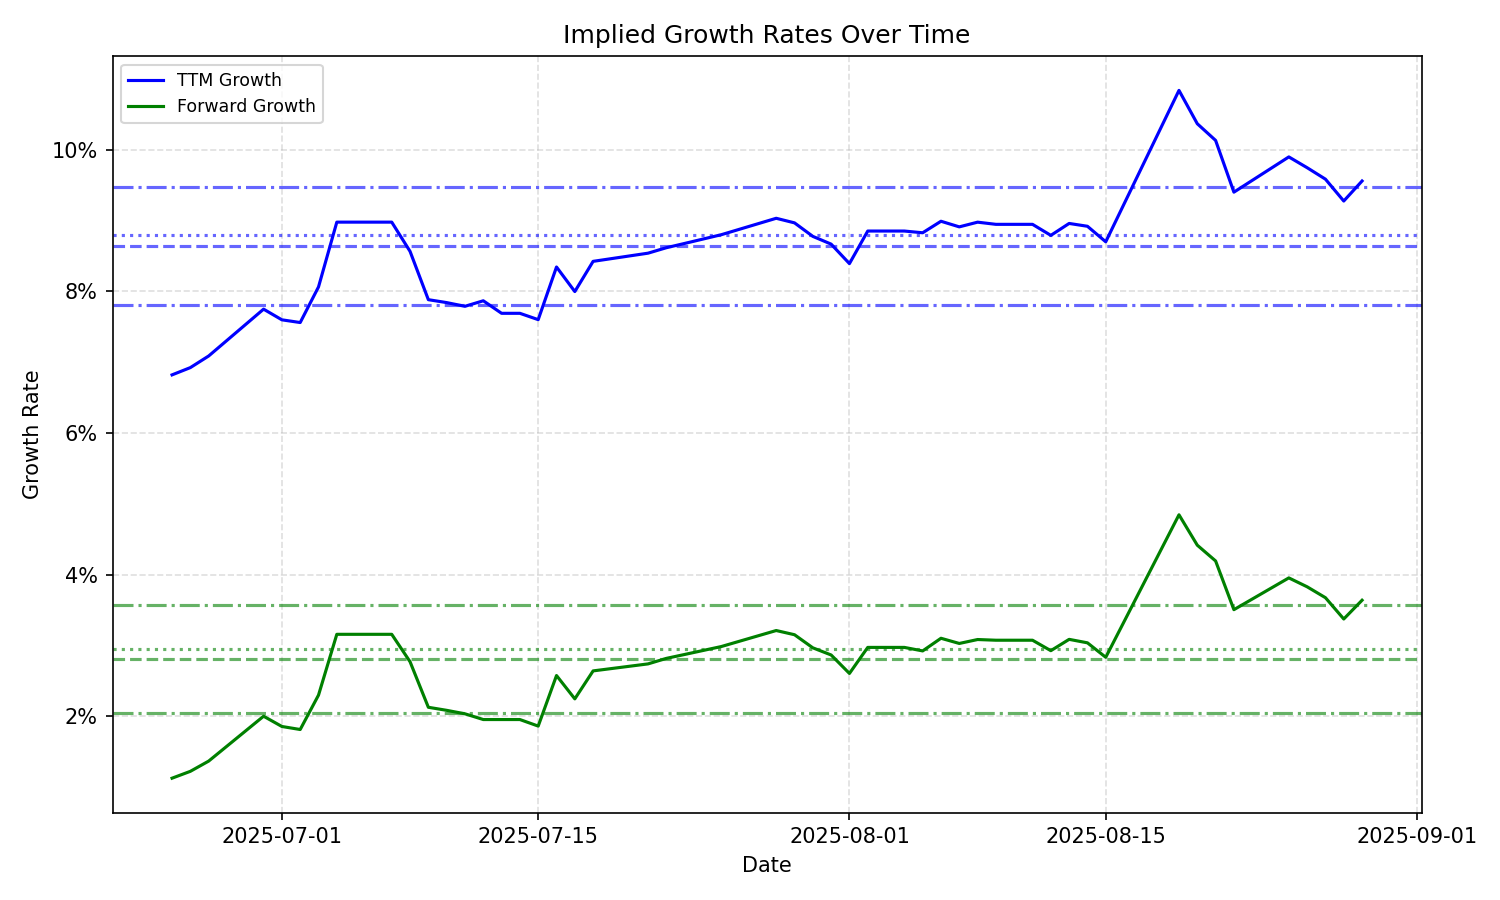 Implied Growth Rates Over Time
TTM Growth
Forward Growth
10%
8%
6%
4%
2%
Growth Rate
2025-07-01
2025-07-15
2025-08-01
2025-08-15
2025-09-01
Date